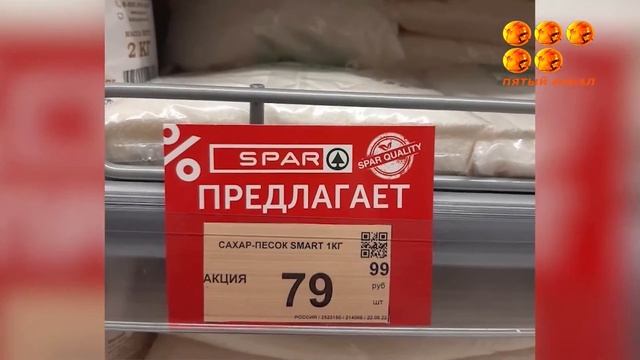 2 КГ
ПЯТЫЙ КАНАЛ
%
SPAR
SPAR QUALITY
ПРЕДЛАГАЕТ
САХАР-ПЕСОК SMART 1КГ
АКЦИЯ
79
99
руб
шт